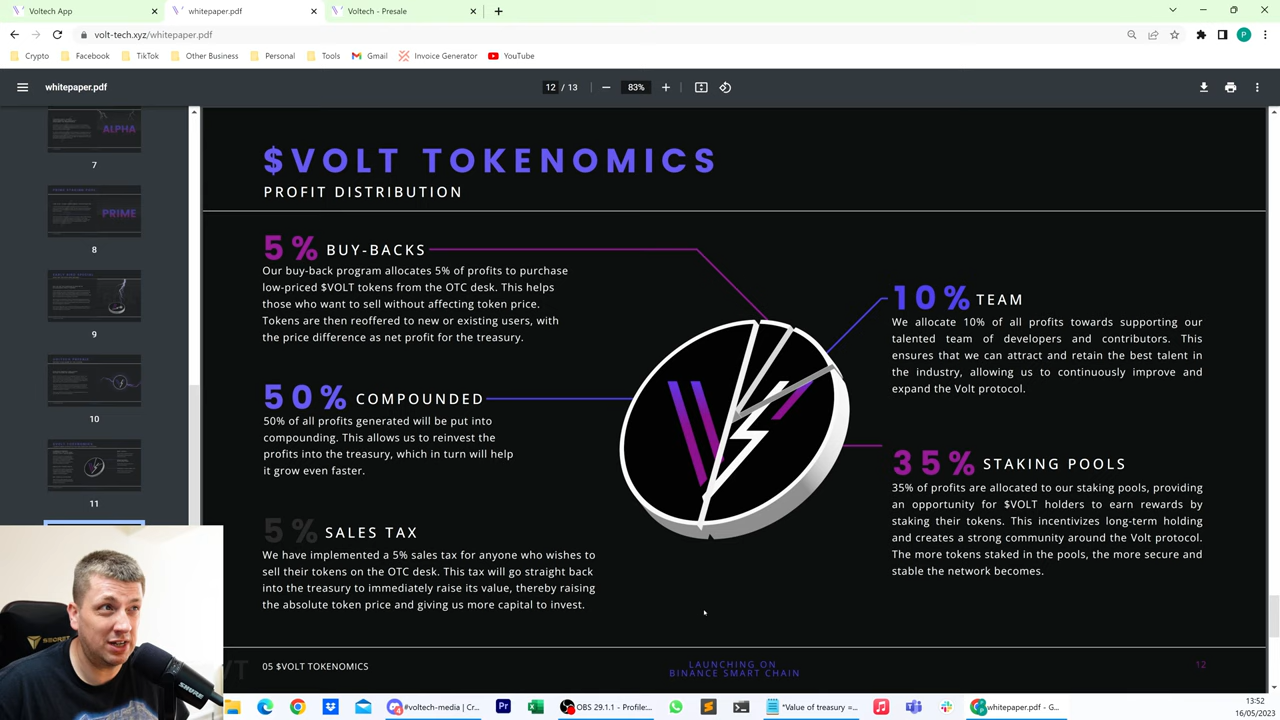 Voltech App
whitepaper.pdf
Voltech - Presale
volt-tech.xyz/whitepaper.pdf
P
Crypto
Facebook
TikTok
Other Business
Personal
Tools
Gmail
Invoice Generator
YouTube
whitepaper.pdf
12 / 13
83%
ALPHA
7
PRIME
8
9
10
11
$VOLT TOKENOMICS
PROFIT DISTRIBUTION
5% BUY-BACKS
Our buy-back program allocates 5% of profits to purchase
low-priced $VOLT tokens from the OTC desk. This helps
those who want to sell without affecting token price.
Tokens are then reoffered to new or existing users, with
the price difference as net profit for the treasury.
50% COMPOUNDED
50% of all profits generated will be put into
compounding. This allows us to reinvest the
profits into the treasury, which in turn will help
it grow even faster.
5% SALES TAX
We have implemented a 5% sales tax for anyone who wishes to
sell their tokens on the OTC desk. This tax will go straight back
into the treasury to immediately raise its value, thereby raising
the absolute token price and giving us more capital to invest.
10% TEAM
We allocate 10% of all profits towards supporting our
talented team of developers and contributors. This
ensures that we can attract and retain the best talent in
the industry, allowing us to continuously improve and
expand the Volt protocol.
35% STAKING POOLS
35% of profits are allocated to our staking pools, providing
an opportunity for $VOLT holders to earn rewards by
staking their tokens. This incentivizes long-term holding
and creates a strong community around the Volt protocol.
The more tokens staked in the pools, the more secure and
stable the network becomes.
05 $VOLT TOKENOMICS
LAUNCHING ON
BINANCE SMART CHAIN
12
SECRET
SHURE
#voltech-media | Cr...
Pr
OBS 29.1.1 - Profile:...
*Value of treasury =...
whitepaper.pdf - G...
13:52
16/05/2023